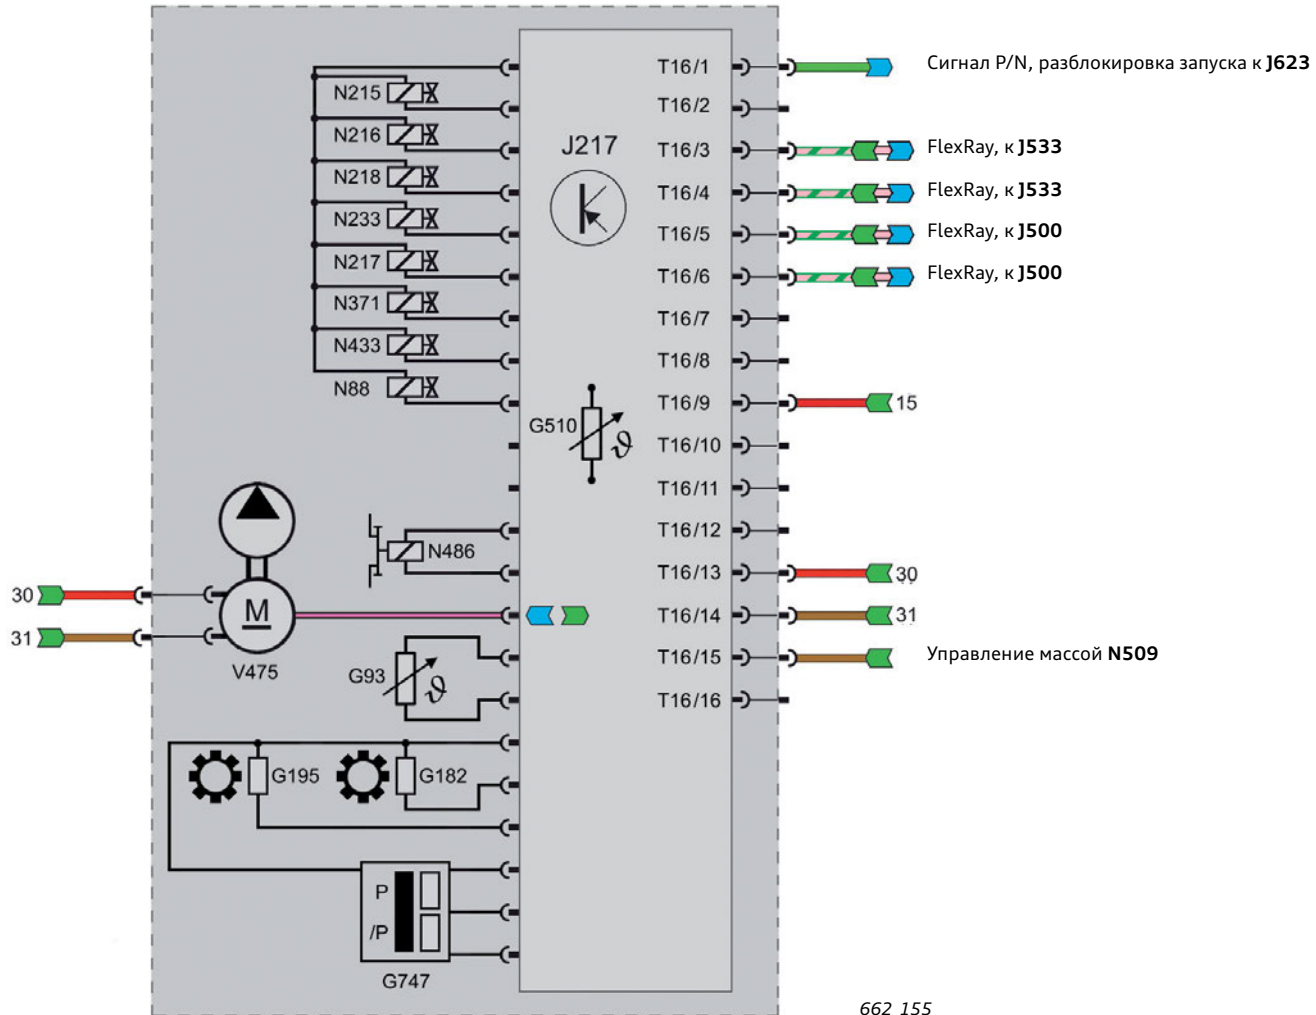 T16/1 Сигнал P/N, разблокировка запуска к J623
N215
T16/2
N216
J217
T16/3 FlexRay, к J533
N218
T16/4 FlexRay, к J533
N233
T16/5 FlexRay, к J500
N217
T16/6 FlexRay, к J500
N371
T16/7
N433
T16/8
N88
T16/9 15
G510
ϑ
T16/10
T16/11
T16/12
N486
T16/13 30
30
M
T16/14 31
31
V475
T16/15 Управление массой N509
G93
ϑ
T16/16
G195
G182
P
/P
G747
662_155